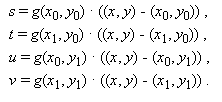 s = g(x₀, y₀) · ((x, y) - (x₀, y₀)) ,
t = g(x₁, y₀) · ((x, y) - (x₁, y₀)) ,
u = g(x₀, y₁) · ((x, y) - (x₀, y₁)) ,
v = g(x₁, y₁) · ((x, y) - (x₁, y₁)) .